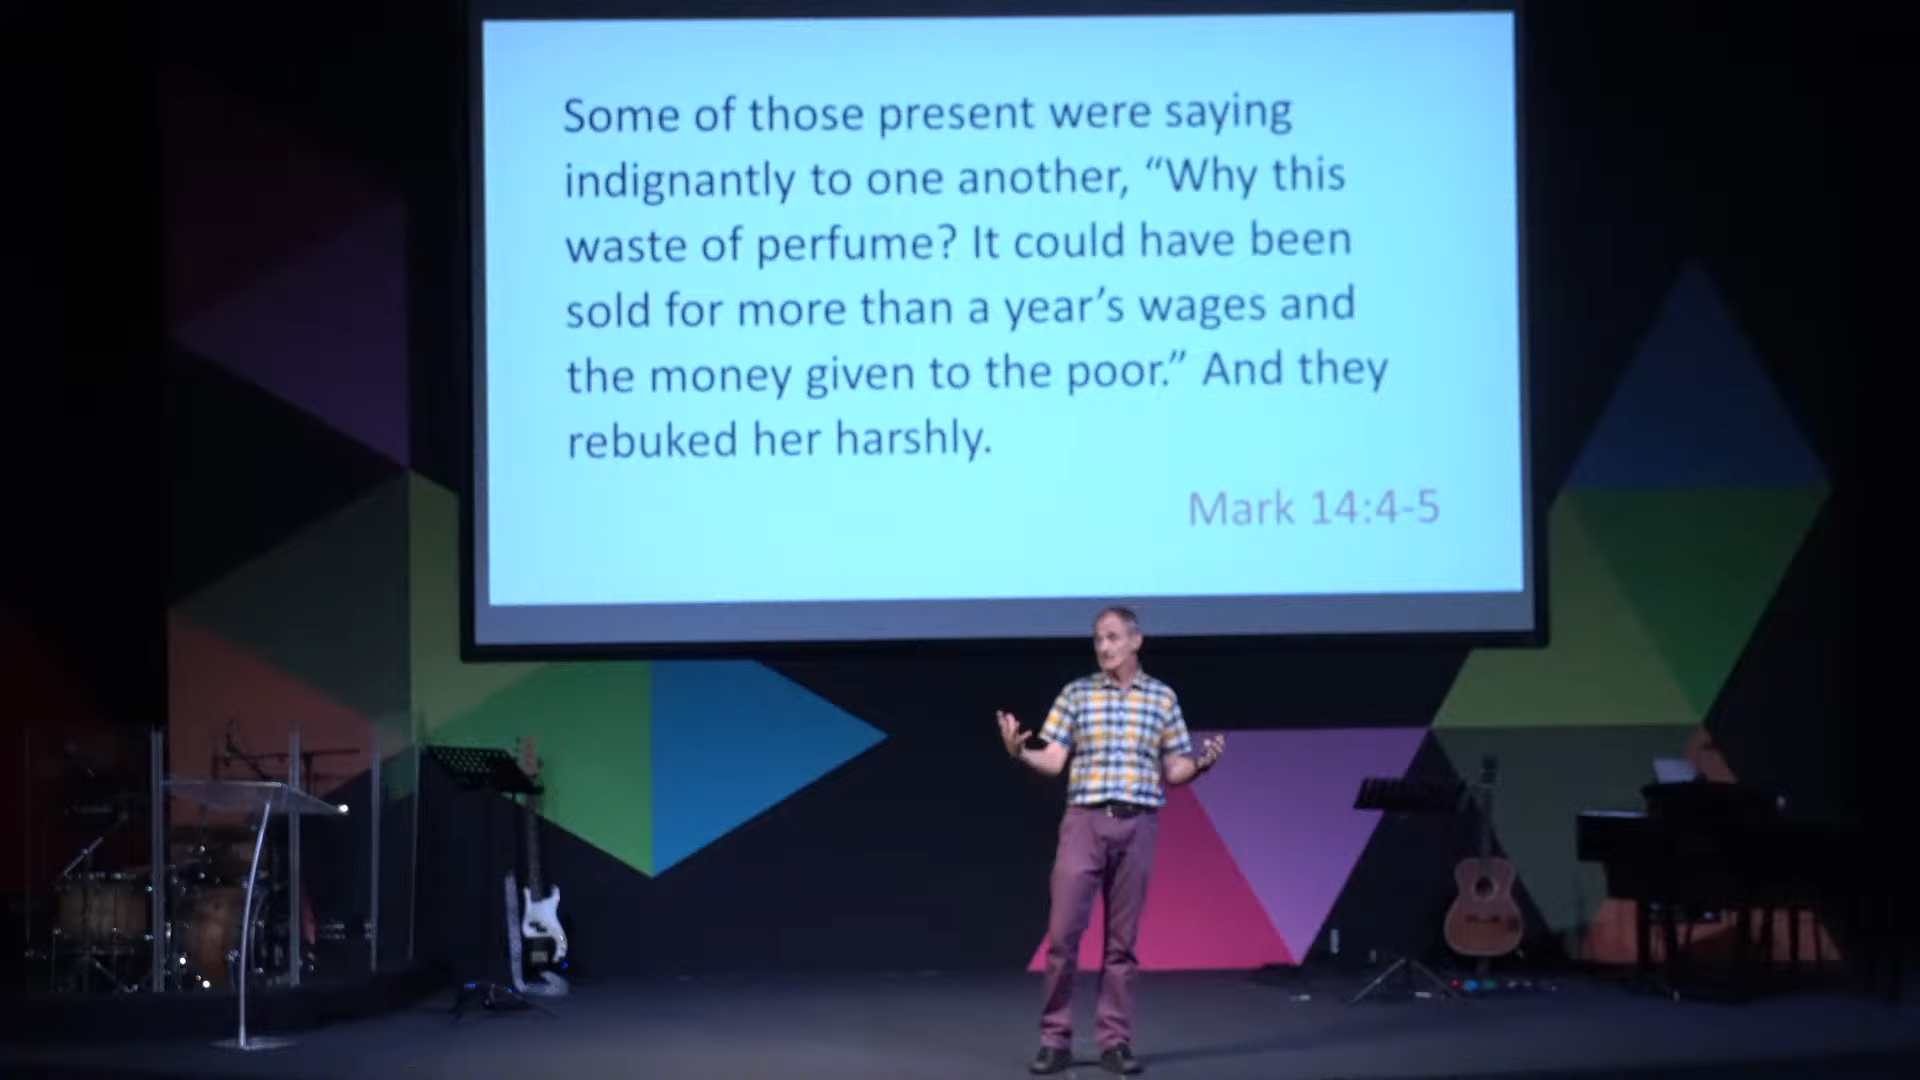 Some of those present were saying
indignantly to one another, “Why this
waste of perfume? It could have been
sold for more than a year’s wages and
the money given to the poor.” And they
rebuked her harshly.
Mark 14:4-5